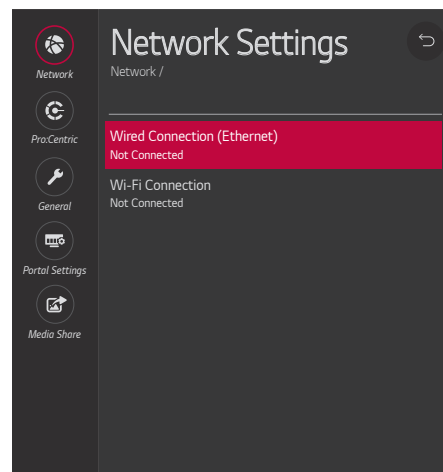 Network Settings
Network /
Network
Pro:Centric
General
Portal Settings
Media Share
Wired Connection (Ethernet)
Not Connected
Wi-Fi Connection
Not Connected